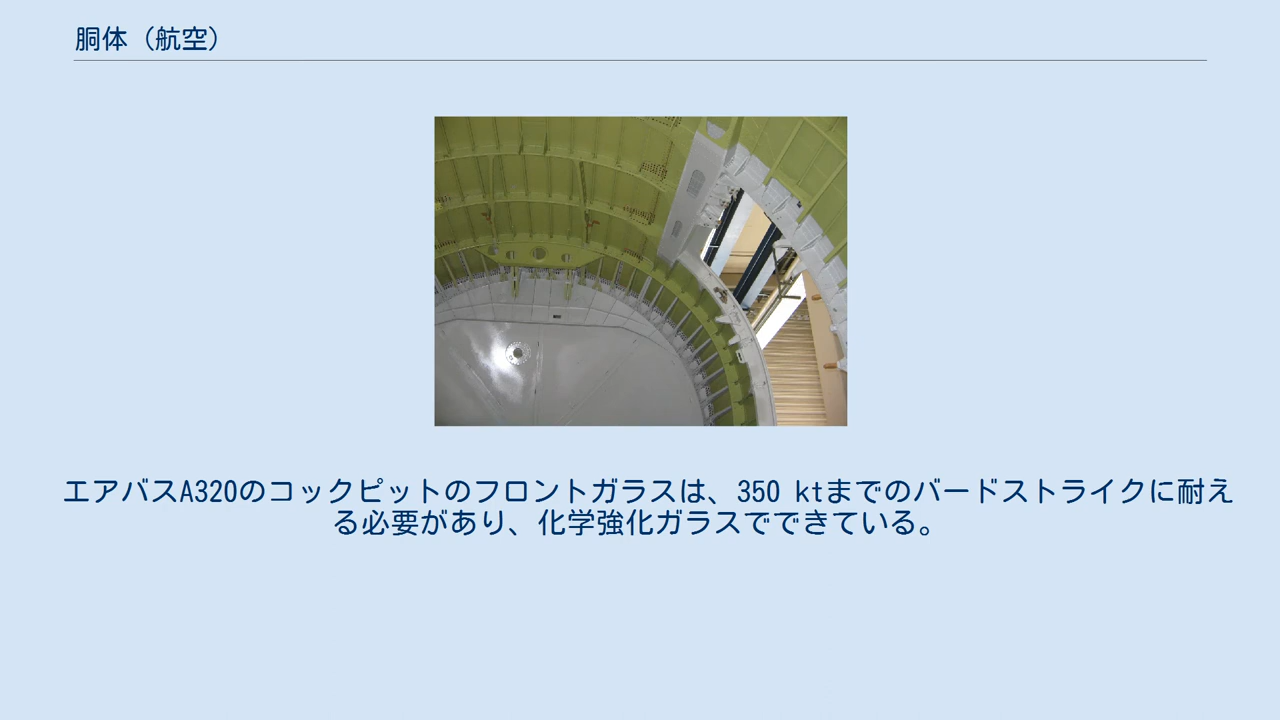 胴体（航空）
エアバスA320のコックピットのフロントガラスは、350 ktまでのバードストライクに耐え
る必要があり、化学強化ガラスでできている。